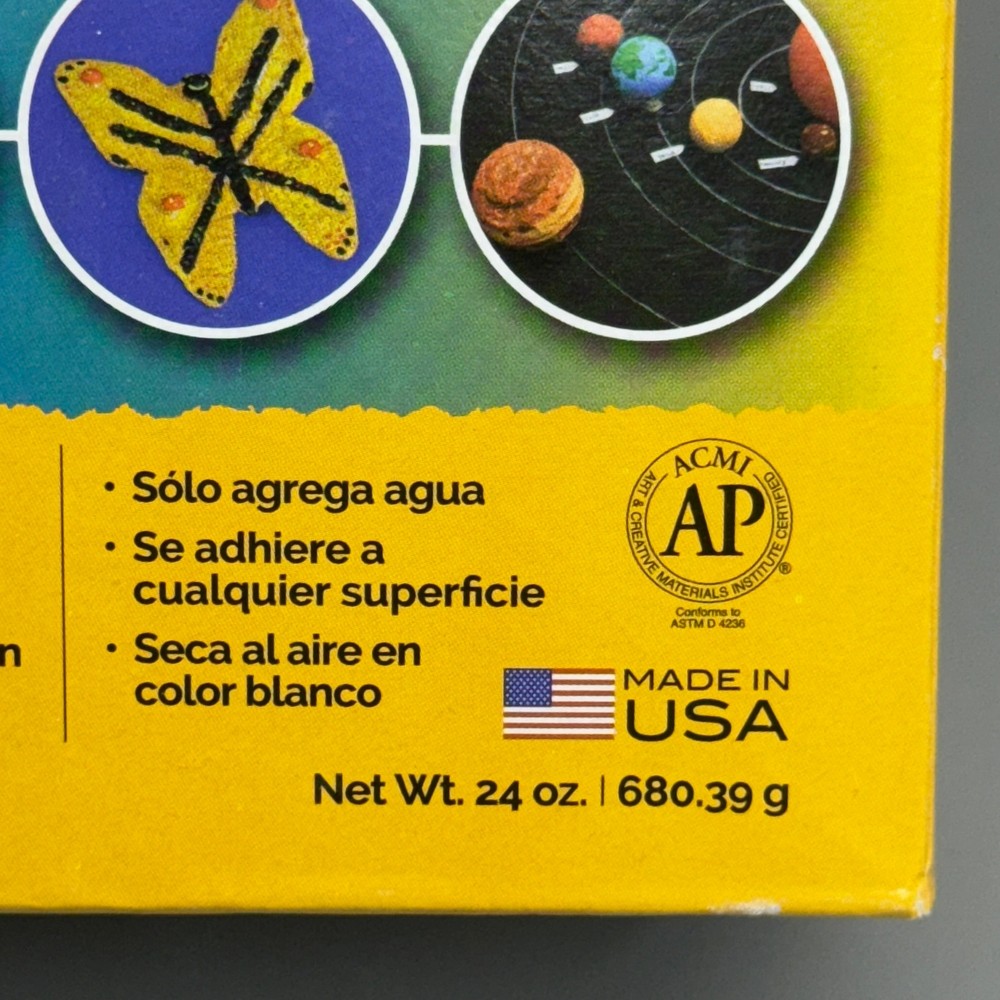 • Sólo agrega agua
• Se adhiere a
cualquier superficie
• Seca al aire en
color blanco
n
ACMI
AP
ART & CREATIVE MATERIALS INSTITUTE CERTIFIED
®
Conforms to
ASTM D 4236
MADE IN
USA
Net Wt. 24 oz. | 680.39 g